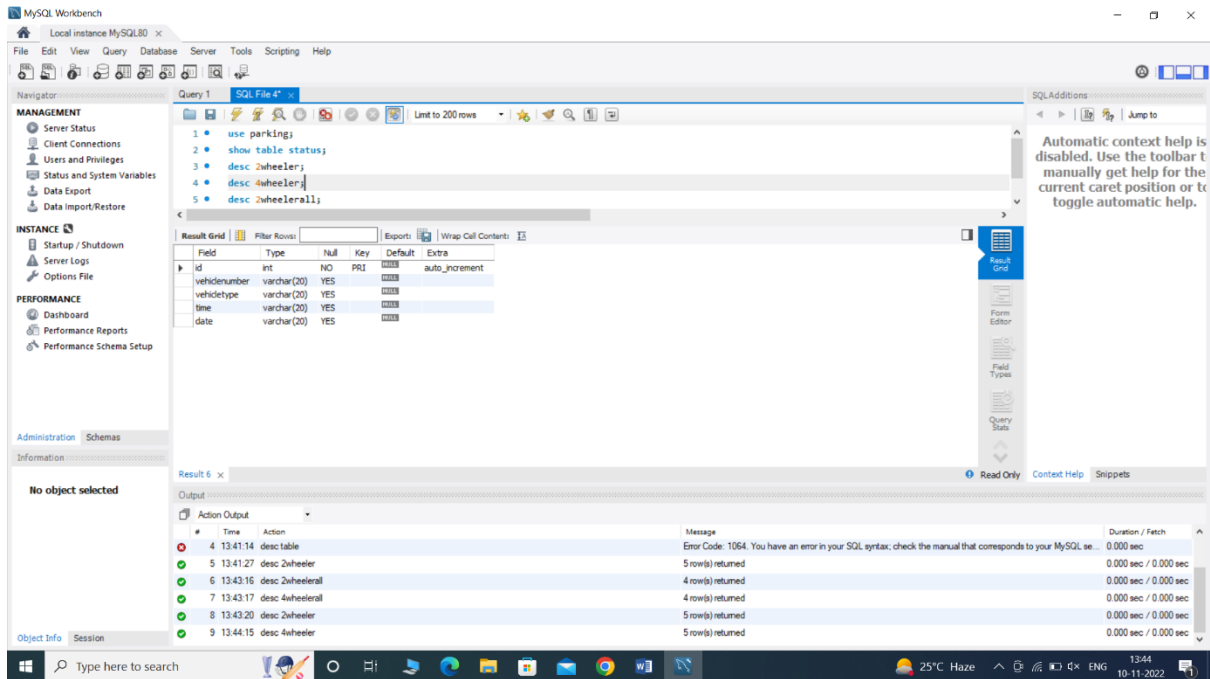 MySQL Workbench
Local instance MySQL80 ×
File Edit View Query Database Server Tools Scripting Help
Navigator
MANAGEMENT
Server Status
Client Connections
Users and Privileges
Status and System Variables
Data Export
Data Import/Restore
INSTANCE
Startup / Shutdown
Server Logs
Options File
PERFORMANCE
Dashboard
Performance Reports
Performance Schema Setup
Administration Schemas
Information
No object selected
Object Info Session
Query 1 SQL File 4* ×
Limit to 200 rows
1 use parking;
2 show table status;
3 desc 2wheeler;
4 desc 4wheeler;
5 desc 2wheelerall;
Result Grid Filter Rows: Export: Wrap Cell Content:
Field Type Null Key Default Extra
id int NO PRI NULL auto_increment
vehiclenumber varchar(20) YES NULL
vehicletype varchar(20) YES NULL
time varchar(20) YES NULL
date varchar(20) YES NULL
Result Grid
Form Editor
Field Types
Query Stats
Result 6 ×
Read Only
SQLAdditions
Jump to
Automatic context help is
disabled. Use the toolbar t
manually get help for the
current caret position or to
toggle automatic help.
Context Help Snippets
Output
Action Output
# Time Action Message Duration / Fetch
4 13:41:14 desc table Error Code: 1064. You have an error in your SQL syntax; check the manual that corresponds to your MySQL se... 0.000 sec
5 13:41:27 desc 2wheeler 5 row(s) returned 0.000 sec / 0.000 sec
6 13:43:16 desc 2wheelerall 4 row(s) returned 0.000 sec / 0.000 sec
7 13:43:17 desc 4wheelerall 4 row(s) returned 0.000 sec / 0.000 sec
8 13:43:20 desc 2wheeler 5 row(s) returned 0.000 sec / 0.000 sec
9 13:44:15 desc 4wheeler 5 row(s) returned 0.000 sec / 0.000 sec
Type here to search
25°C Haze
ENG
13:44
10-11-2022